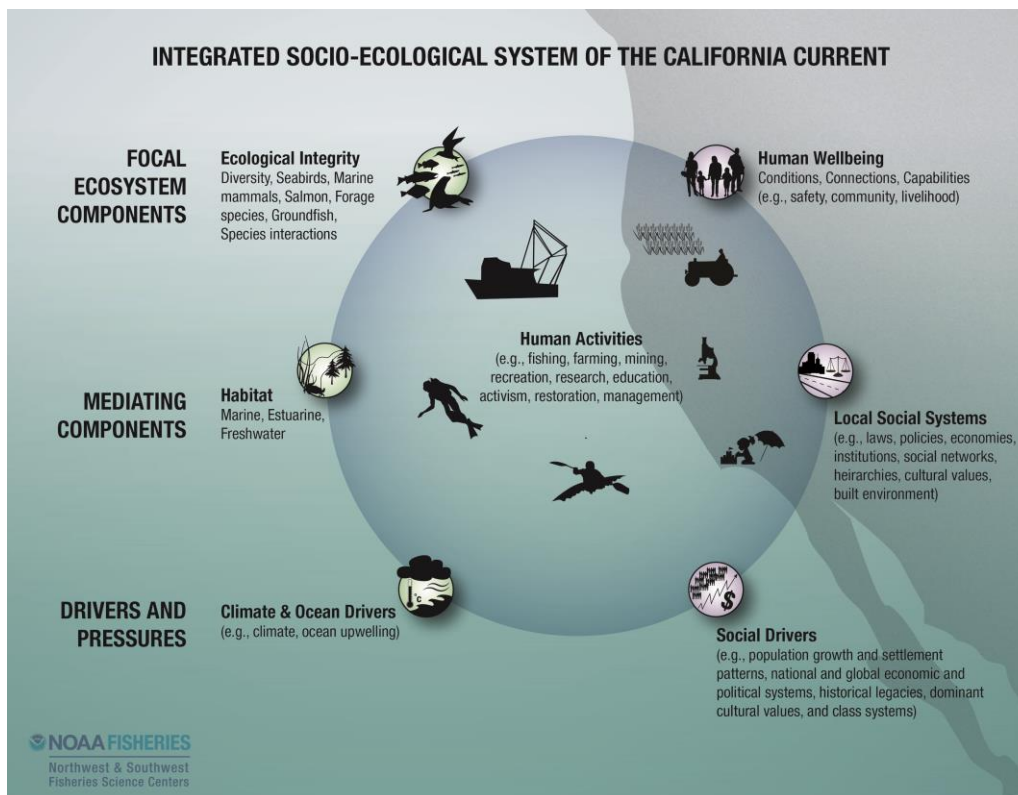 INTEGRATED SOCIO-ECOLOGICAL SYSTEM OF THE CALIFORNIA CURRENT
FOCAL
ECOSYSTEM
COMPONENTS
Ecological Integrity
Diversity, Seabirds, Marine
mammals, Salmon, Forage
species, Groundfish,
Species interactions
Human Wellbeing
Conditions, Connections, Capabilities
(e.g., safety, community, livelihood)
Human Activities
(e.g., fishing, farming, mining,
recreation, research, education,
activism, restoration, management)
MEDIATING
COMPONENTS
Habitat
Marine, Estuarine,
Freshwater
Local Social Systems
(e.g., laws, policies, economies,
institutions, social networks,
heirarchies, cultural values,
built environment)
DRIVERS AND
PRESSURES
Climate & Ocean Drivers
(e.g., climate, ocean upwelling)
°C
$
Social Drivers
(e.g., population growth and settlement
patterns, national and global economic and
political systems, historical legacies, dominant
cultural values, and class systems)
NOAA FISHERIES
Northwest & Southwest
Fisheries Science Centers